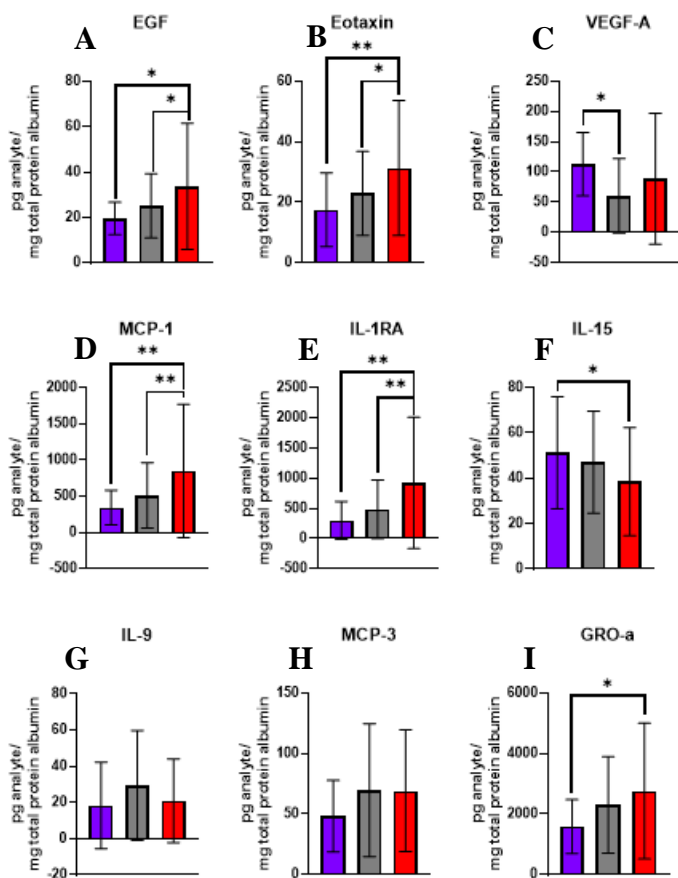 A
EGF
pg analyte/
mg total protein albumin
80
60
40
20
0
*
*
B
Eotaxin
pg analyte/
mg total protein albumin
60
40
20
0
**
*
C
VEGF-A
pg analyte/
mg total protein albumin
250
200
150
100
50
0
-50
*
D
MCP-1
pg analyte/
mg total protein albumin
2000
1500
1000
500
0
-500
**
**
E
IL-1RA
pg analyte/
mg total protein albumin
2500
2000
1500
1000
500
0
-500
**
**
F
IL-15
pg analyte/
mg total protein albumin
80
60
40
20
0
*
G
IL-9
pg analyte/
mg total protein albumin
80
60
40
20
0
-20
H
MCP-3
pg analyte/
mg total protein albumin
150
100
50
0
I
GRO-a
pg analyte/
mg total protein albumin
6000
4000
2000
0
*